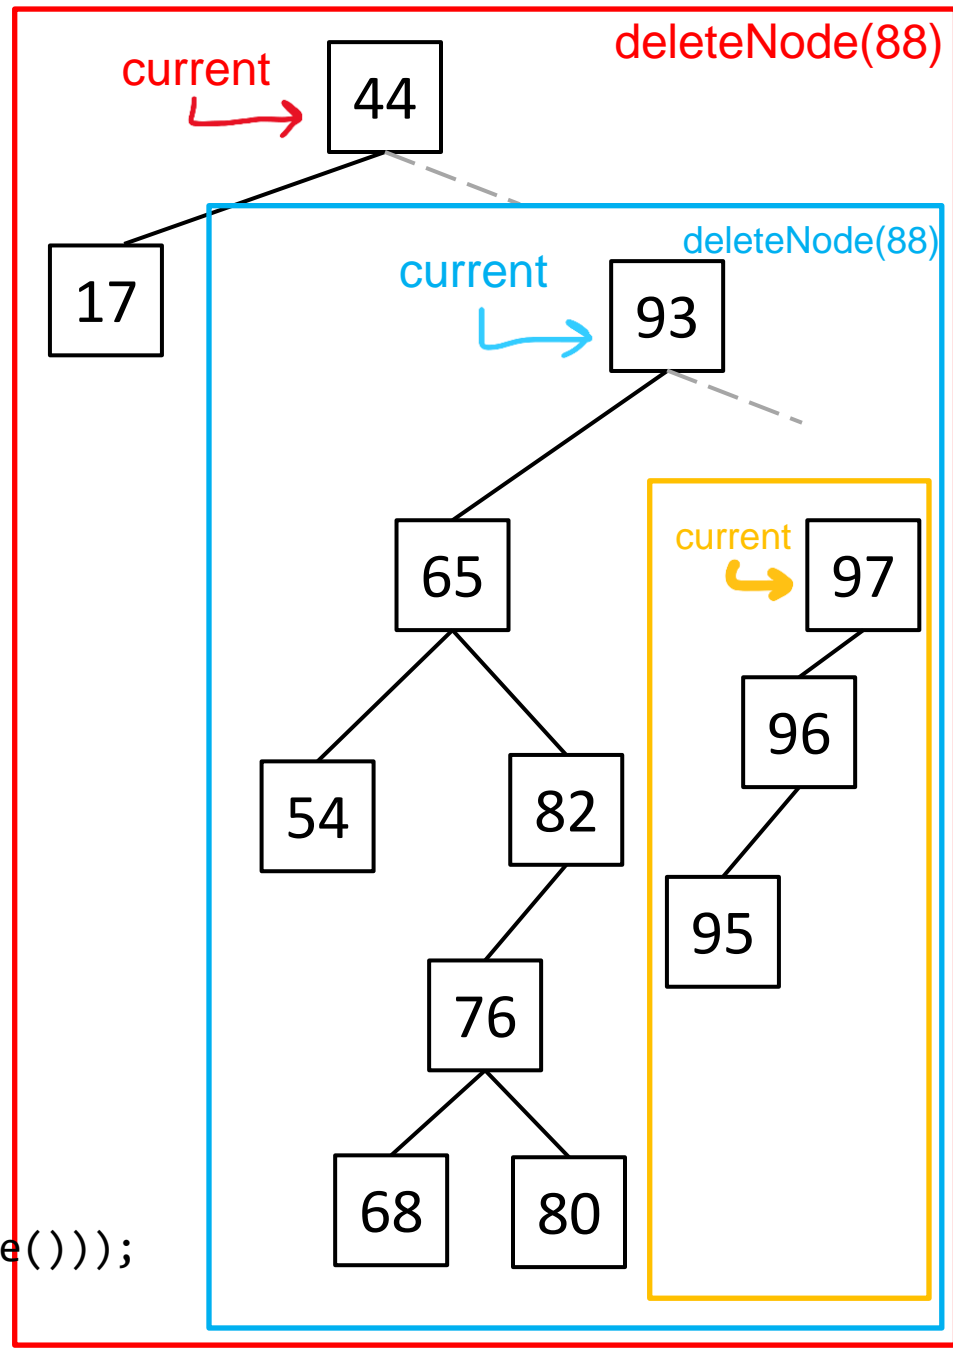 deleteNode(88)
current
44
deleteNode(88)
current
17
93
current
65
97
96
54
82
95
76
68
80
e()));